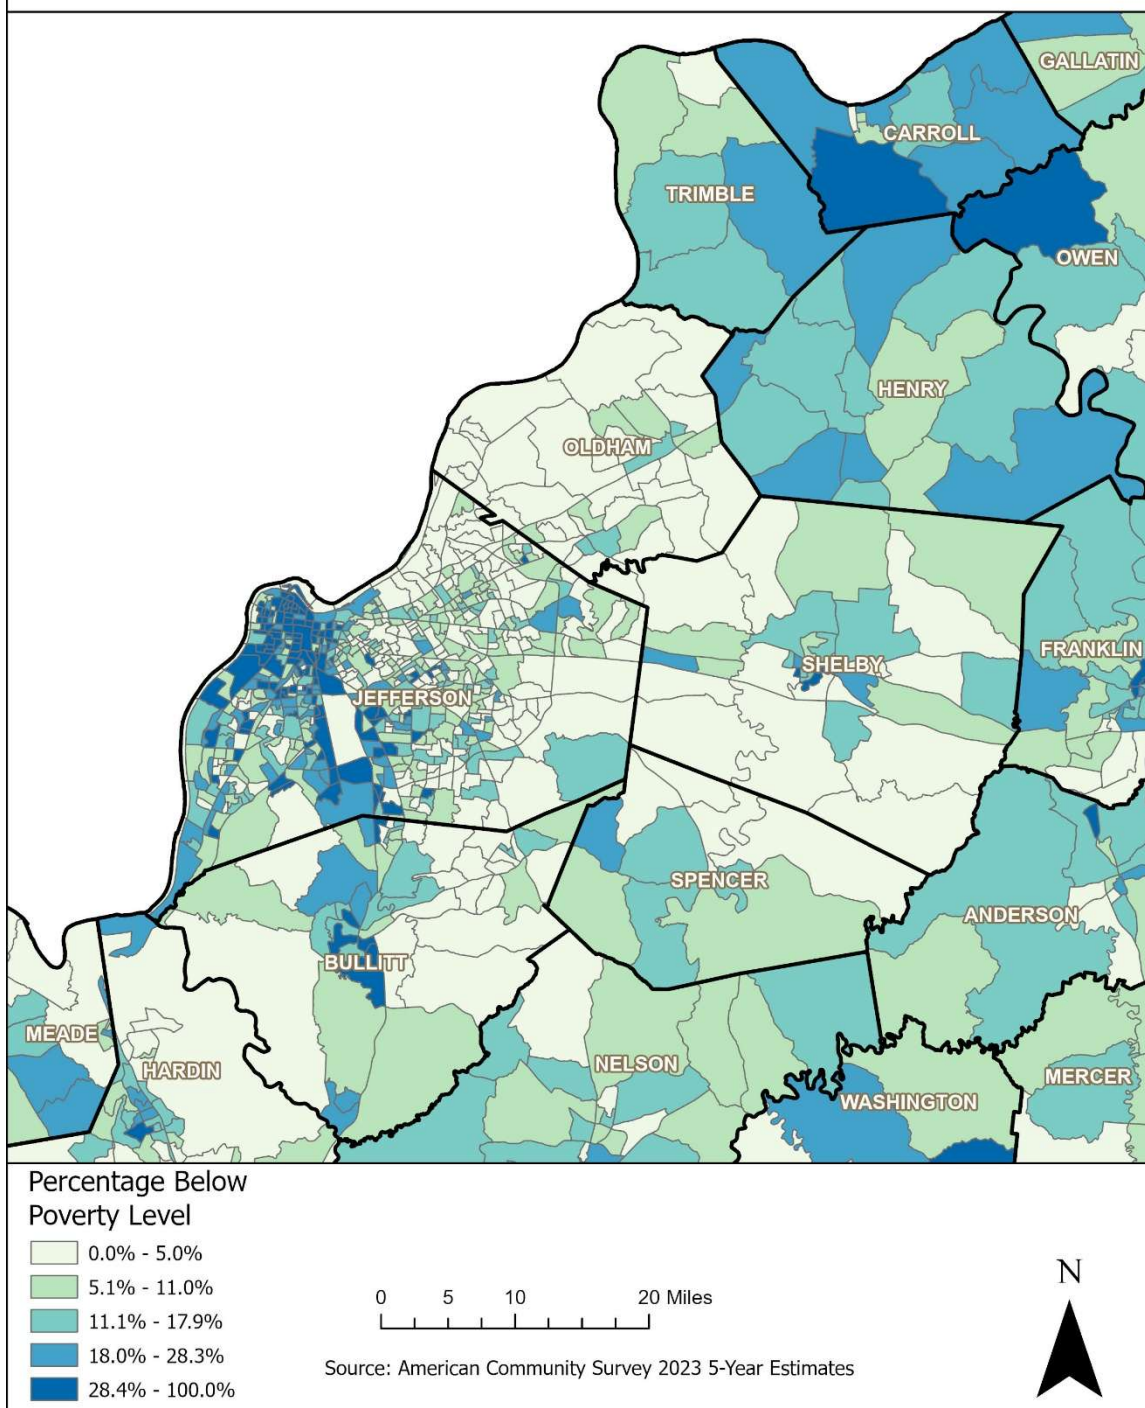 GALLATIN
CARROLL
TRIMBLE
OWEN
HENRY
OLDHAM
FRANKLIN
SHELBY
JEFFERSON
SPENCER
ANDERSON
BULLITT
MEADE
NELSON
HARDIN
MERCER
WASHINGTON
Percentage Below
Poverty Level
0.0% - 5.0%
5.1% - 11.0%
11.1% - 17.9%
18.0% - 28.3%
28.4% - 100.0%
0 5 10 20 Miles
Source: American Community Survey 2023 5-Year Estimates
N